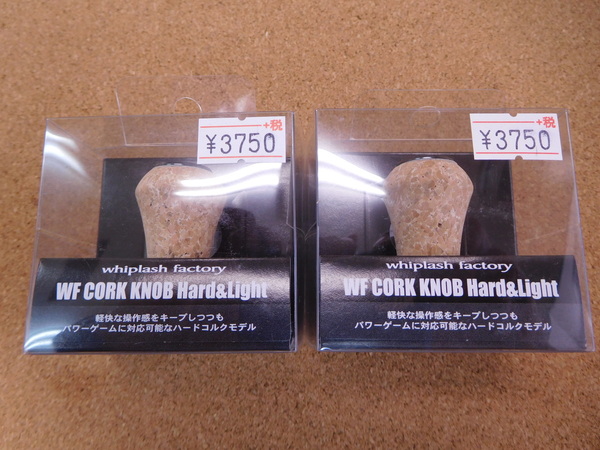 +税
¥3750
whiplash factory
WF CORK KNOB Hard&Light
軽快な操作感をキープしつつも
パワーゲームに対応可能なハードコルクモデル
+税
¥3750
whiplash factory
WF CORK KNOB Hard&Light
軽快な操作感をキープしつつも
パワーゲームに対応可能なハードコルクモデル